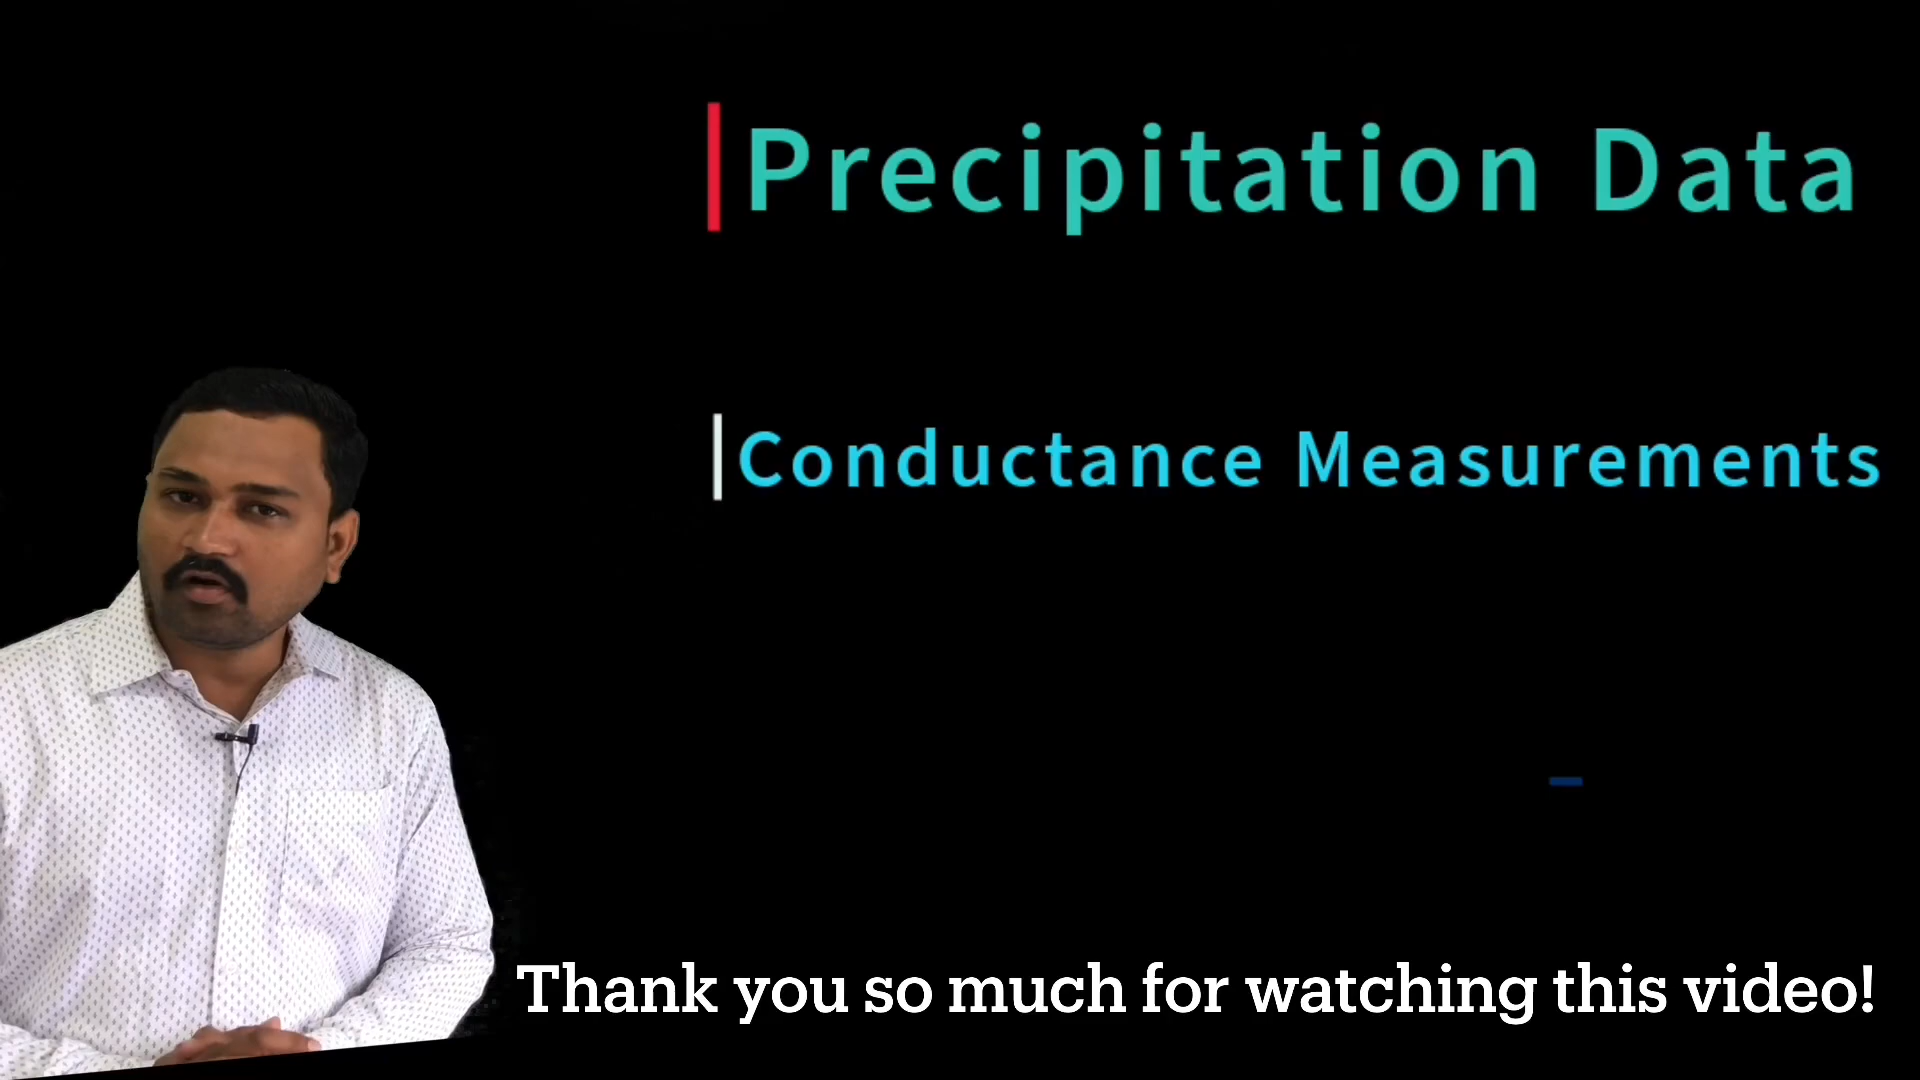 Precipitation Data
Conductance Measurements
Thank you so much for watching this video!